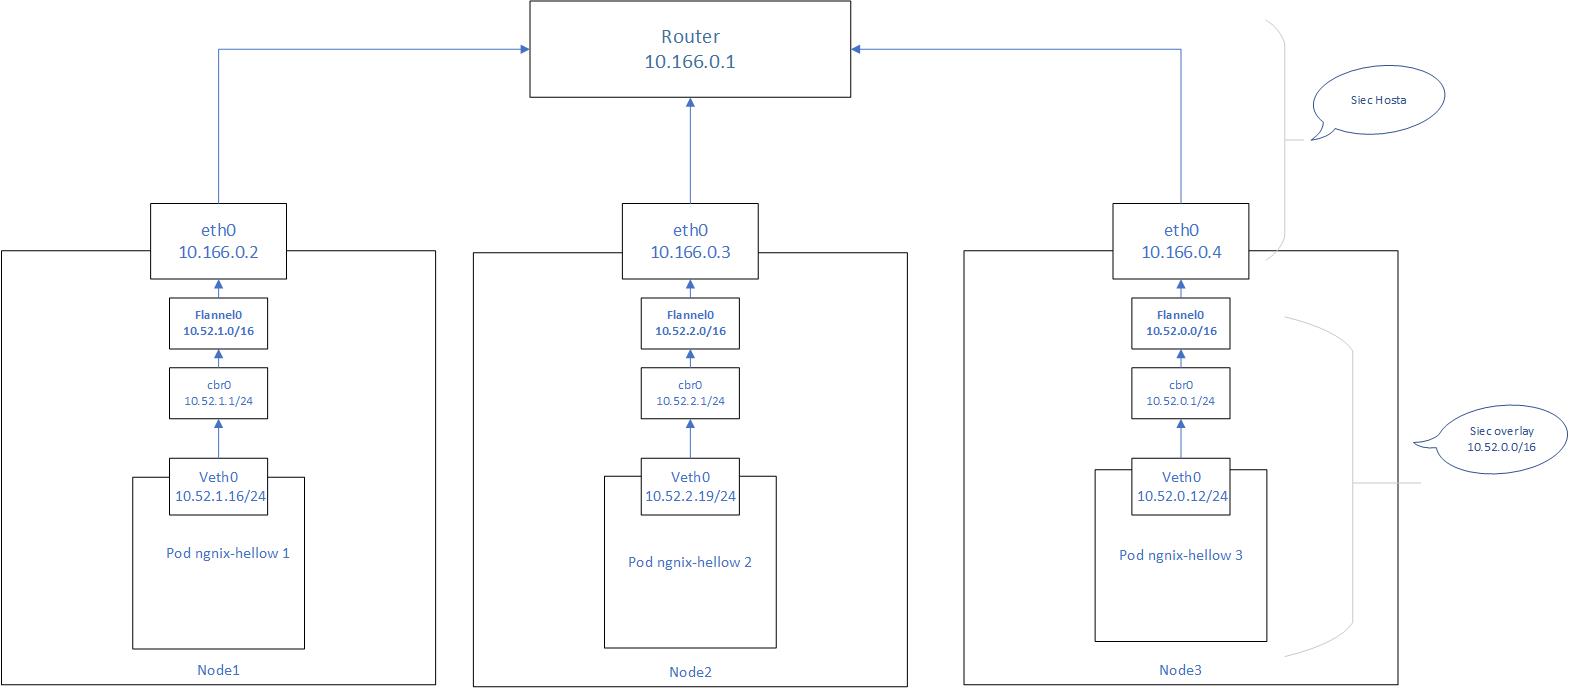 Router
10.166.0.1
Siec Hosta
eth0
10.166.0.2
eth0
10.166.0.3
eth0
10.166.0.4
Flannel0
10.52.1.0/16
Flannel0
10.52.2.0/16
Flannel0
10.52.0.0/16
cbr0
10.52.1.1/24
cbr0
10.52.2.1/24
cbr0
10.52.0.1/24
Siec overlay
10.52.0.0/16
Veth0
10.52.1.16/24
Veth0
10.52.2.19/24
Veth0
10.52.0.12/24
Pod ngnix-hellow 1
Pod ngnix-hellow 2
Pod ngnix-hellow 3
Node1
Node2
Node3